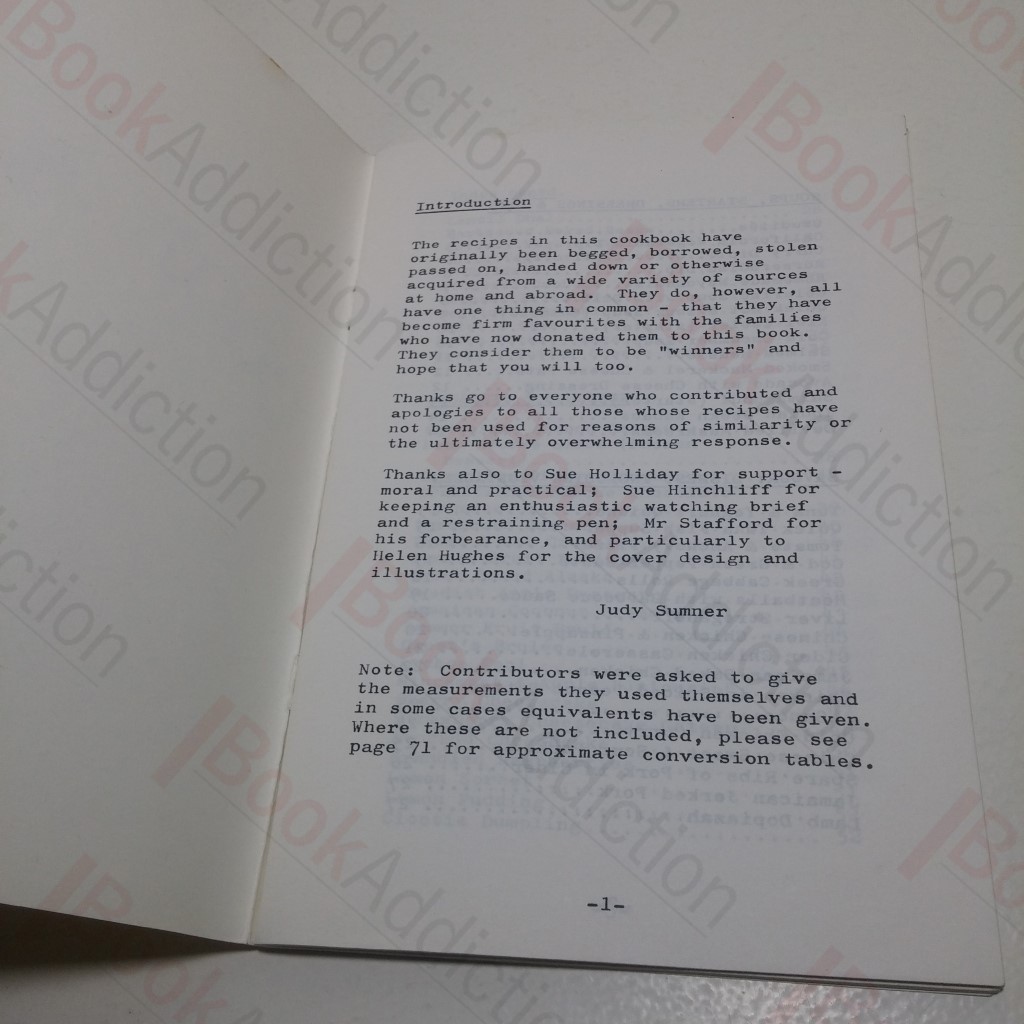 Introduction
The recipes in this cookbook have
originally been begged, borrowed, stolen
passed on, handed down or otherwise
acquired from a wide variety of sources
at home and abroad. They do, however, all
have one thing in common - that they have
become firm favourites with the families
who have now donated them to this book.
They consider them to be "winners" and
hope that you will too.
Thanks go to everyone who contributed and
apologies to all those whose recipes have
not been used for reasons of similarity or
the ultimately overwhelming response.
Thanks also to Sue Holliday for support -
moral and practical; Sue Hinchliff for
keeping an enthusiastic watching brief
and a restraining pen; Mr Stafford for
his forbearance, and particularly to
Helen Hughes for the cover design and
illustrations.
Judy Sumner
Note: Contributors were asked to give
the measurements they used themselves and
in some cases equivalents have been given.
Where these are not included, please see
page 71 for approximate conversion tables.
-1-
BookAddiction